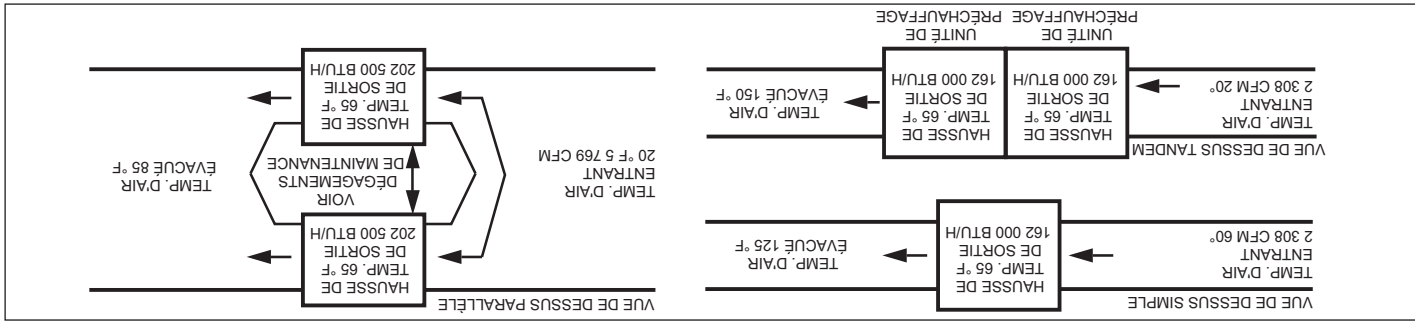 VUE DE DESSUS SIMPLE
TEMP. D'AIR
ENTRANT
2 308 CFM 60°
HAUSSE DE
TEMP. 65 °F
DE SORTIE
162 000 BTU/H
TEMP. D'AIR
ÉVACUÉ 125 °F
VUE DE DESSUS TANDEM
TEMP. D'AIR
ENTRANT
2 308 CFM 20°
HAUSSE DE
TEMP. 65 °F
DE SORTIE
162 000 BTU/H
HAUSSE DE
TEMP. 65 °F
DE SORTIE
162 000 BTU/H
TEMP. D'AIR
ÉVACUÉ 150 °F
UNITÉ DE
PRÉCHAUFFAGE
UNITÉ DE
PRÉCHAUFFAGE
VUE DE DESSUS PARALLÈLE
HAUSSE DE
TEMP. 65 °F
DE SORTIE
202 500 BTU/H
TEMP. D'AIR
ENTRANT
20 °F 5 769 CFM
VOIR
DÉGAGEMENTS
DE MAINTENANCE
TEMP. D'AIR
ÉVACUÉ 85 °F
HAUSSE DE
TEMP. 65 °F
DE SORTIE
202 500 BTU/H